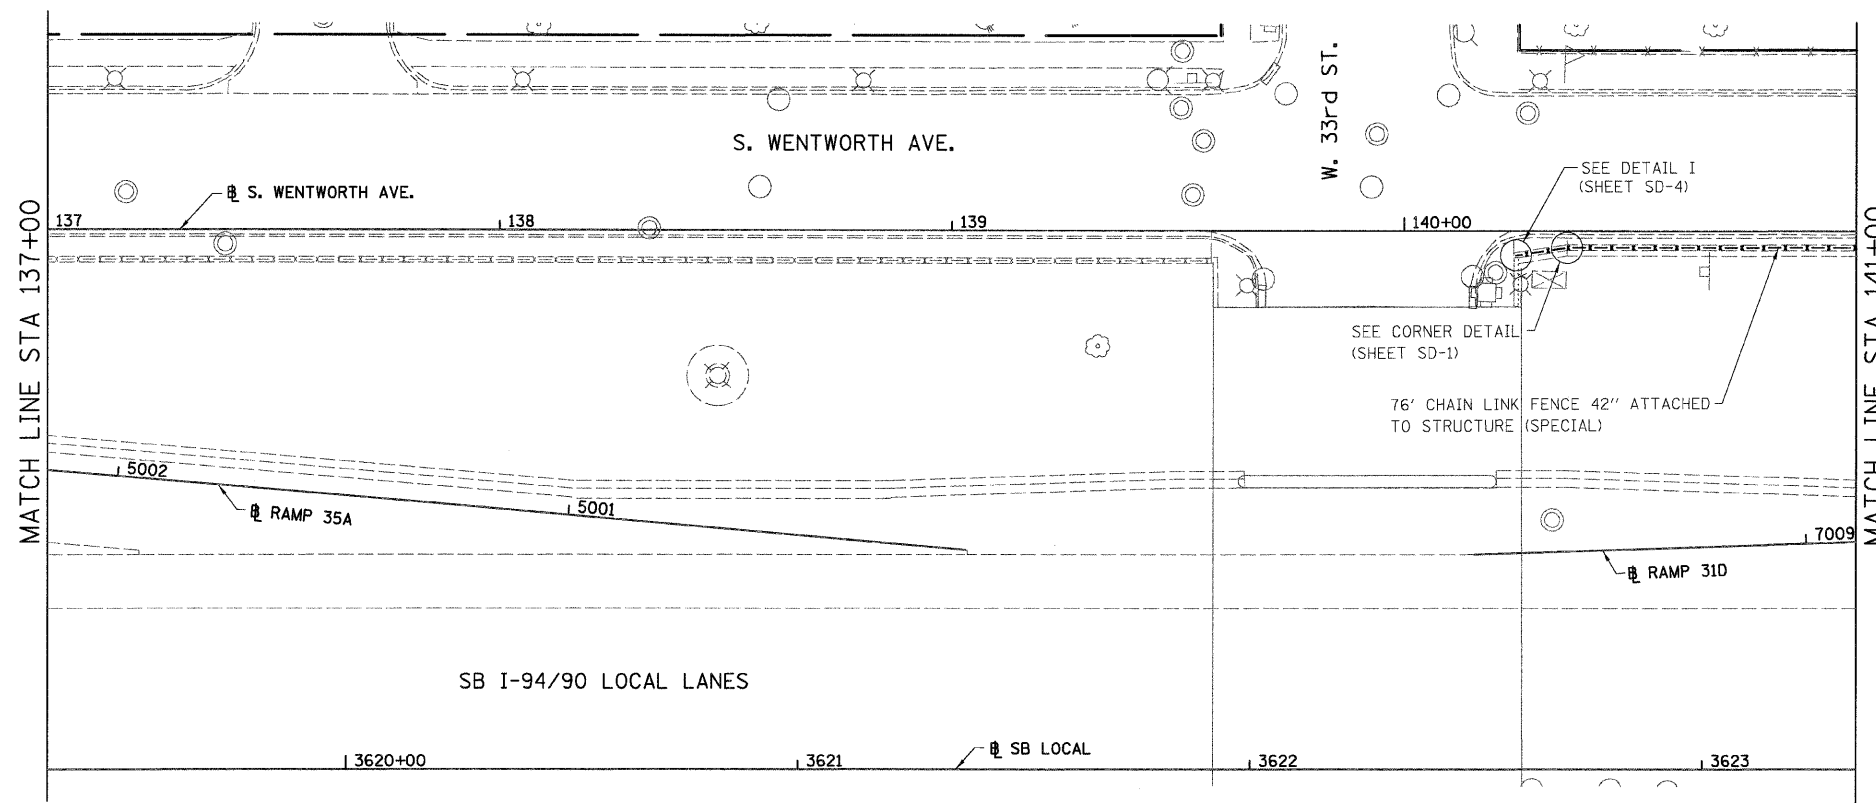 MATCH LINE STA 137+00
S. WENTWORTH AVE.
W. 33rd ST.
SEE DETAIL I
(SHEET SD-4)
℄ S. WENTWORTH AVE.
137
138
139
140+00
MATCH LINE STA 141+00
SEE CORNER DETAIL
(SHEET SD-1)
76' CHAIN LINK FENCE 42" ATTACHED
TO STRUCTURE (SPECIAL)
5002
5001
℄ RAMP 35A
7009
℄ RAMP 31D
SB I-94/90 LOCAL LANES
℄ SB LOCAL
3620+00
3621
3622
3623